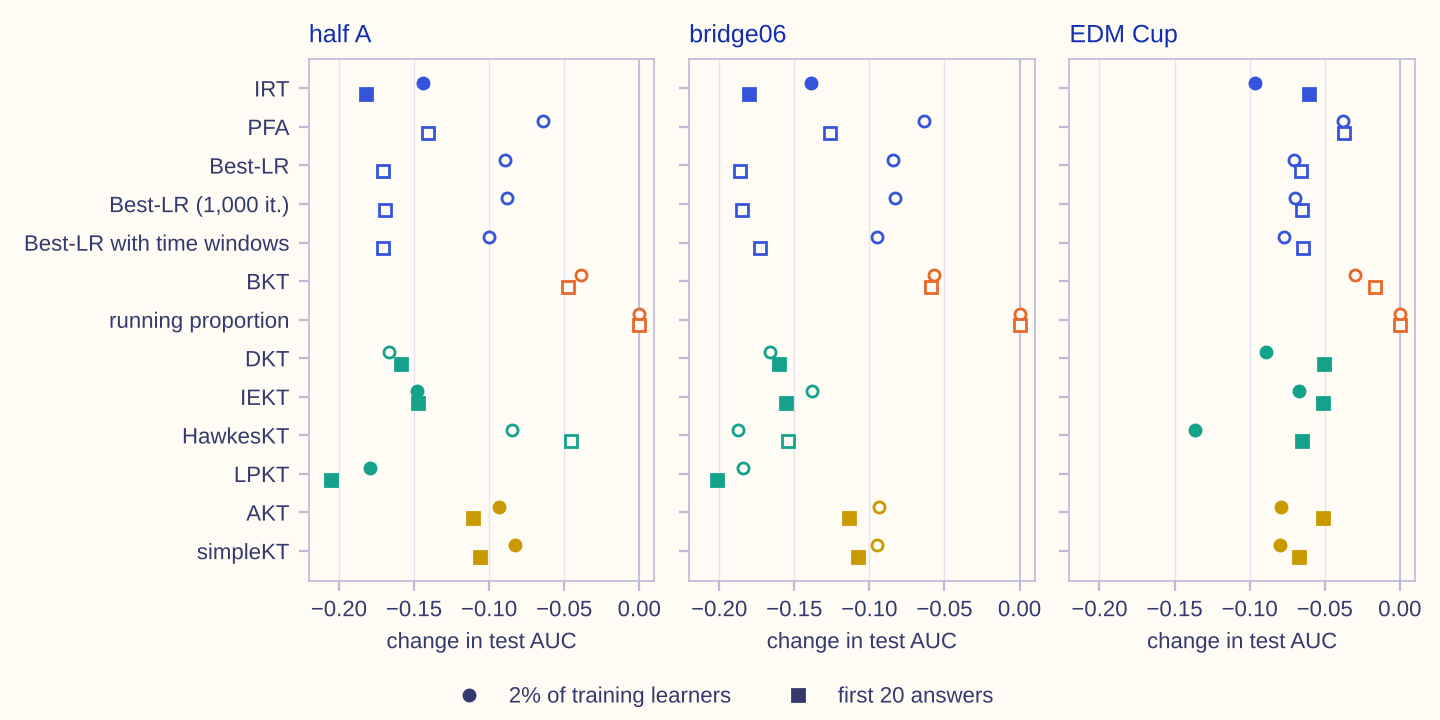 half A
bridge06
EDM Cup
IRT
PFA
Best-LR
Best-LR (1,000 it.)
Best-LR with time windows
BKT
running proportion
DKT
IEKT
HawkesKT
LPKT
AKT
simpleKT
−0.20 −0.15 −0.10 −0.05 0.00
−0.20 −0.15 −0.10 −0.05 0.00
−0.20 −0.15 −0.10 −0.05 0.00
change in test AUC
change in test AUC
change in test AUC
2% of training learners
first 20 answers